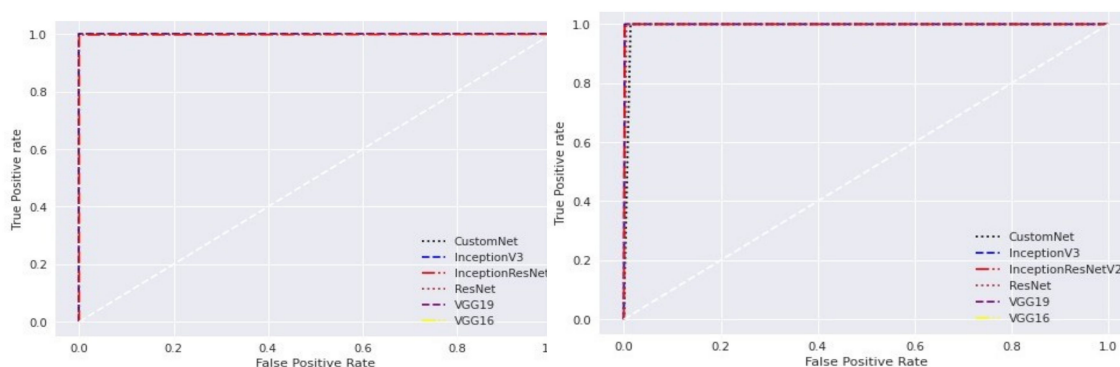 True Positive rate
1.0
0.8
0.6
0.4
0.2
0.0
CustomNet
InceptionV3
InceptionResNet
ResNet
VGG19
VGG16
0.0 0.2 0.4 0.6 0.8 1
False Positive Rate
True Positive rate
1.0
0.8
0.6
0.4
0.2
0.0
CustomNet
InceptionV3
InceptionResNetV2
ResNet
VGG19
VGG16
0.0 0.2 0.4 0.6 0.8 1.0
False Positive Rate